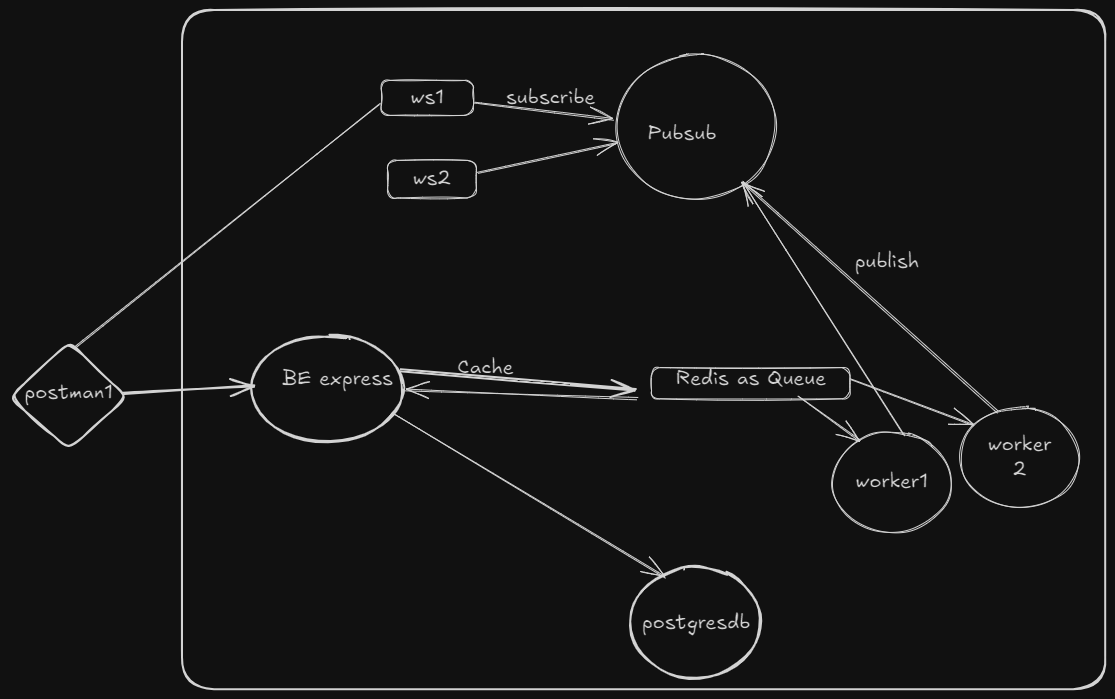 ws1
subscribe
Pubsub
ws2
publish
postman1
BE express
Cache
Redis as Queue
worker1
worker
2
postgresdb